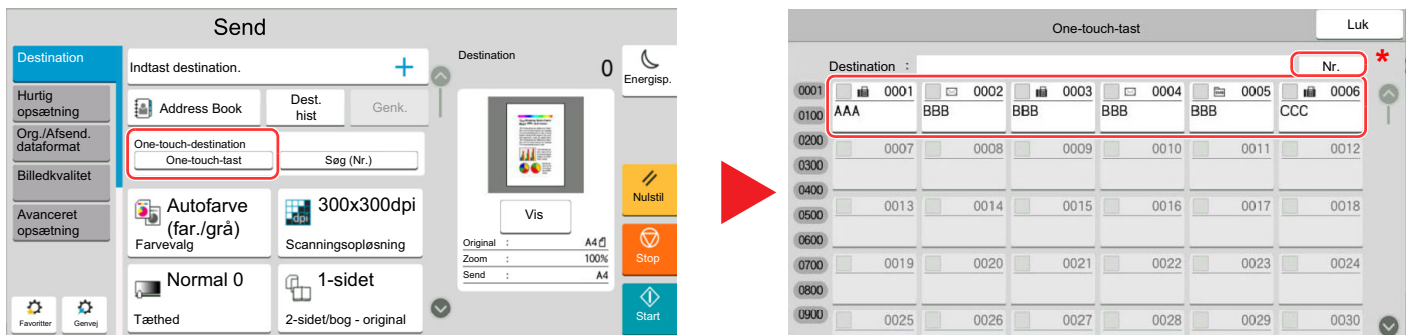 Send
Destination
Hurtig
opsætning
Org./Afsend.
dataformat
Billedkvalitet
Avanceret
opsætning
Favoritter
Genvej
Indtast destination.
Address Book
Dest.
hist
Genk.
One-touch-destination
One-touch-tast
Søg (Nr.)
Autofarve
(far./grå)
Farvevalg
300x300dpi
dpi
Scanningsopløsning
Normal 0
Tæthed
1-sidet
2-sidet/bog - original
Destination
0
Vis
Original : A4
Zoom : 100%
Send : A4
Energisp.
Nulstil
Stop
Start
One-touch-tast
Luk
Destination :
Nr.
*
0001
0100
0200
0300
0400
0500
0600
0700
0800
0900
0001 0002 0003 0004 0005 0006
AAA BBB BBB BBB BBB CCC
0007 0008 0009 0010 0011 0012
0013 0014 0015 0016 0017 0018
0019 0020 0021 0022 0023 0024
0025 0026 0027 0028 0029 0030